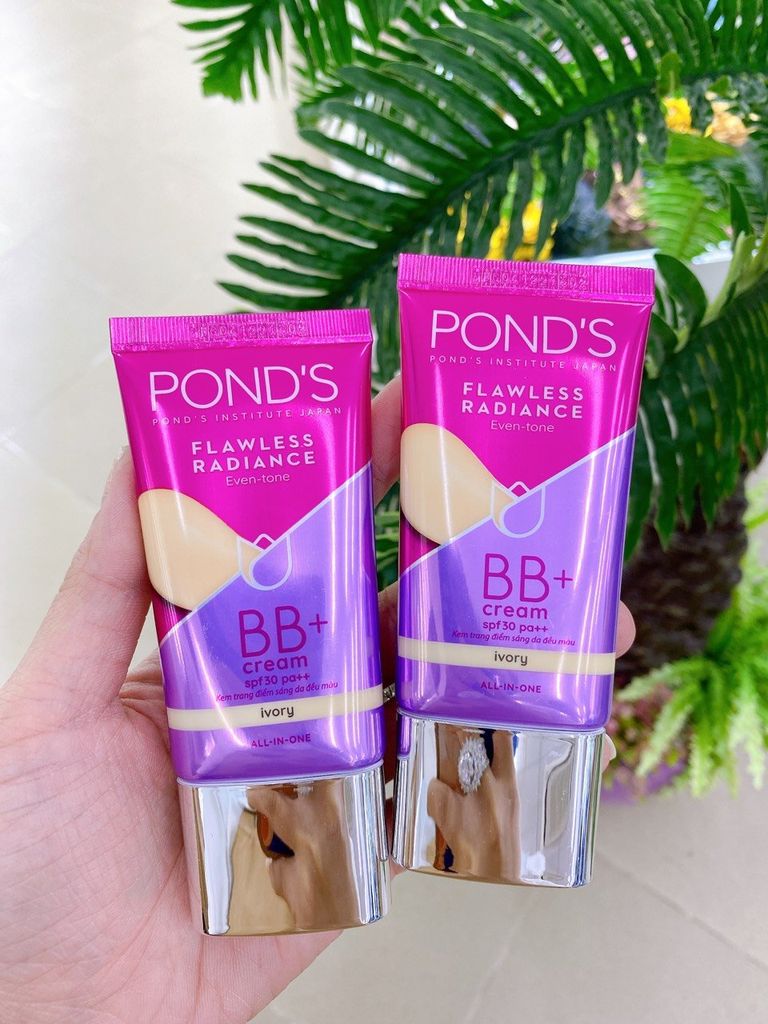 POND'S
POND'S INSTITUTE JAPAN
FLAWLESS
RADIANCE
Even-tone
BB+
cream
spf30 pa++
Kem trang điểm sáng da đều màu
ivory
ALL-IN-ONE
POND'S
POND'S INSTITUTE JAPAN
FLAWLESS
RADIANCE
Even-tone
BB+
cream
spf30 pa++
Kem trang điểm sáng da đều màu
ivory
ALL-IN-ONE